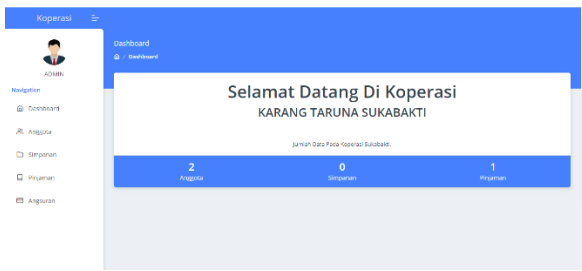 Koperasi
ADMIN
Navigation
Dashboard
Anggota
Simpanan
Pinjaman
Angsuran
Dashboard
/ Dashboard
Selamat Datang Di Koperasi
KARANG TARUNA SUKABAKTI
Jumlah Data Pada Koperasi Sukabakti.
2 0 1
Anggota Simpanan Pinjaman